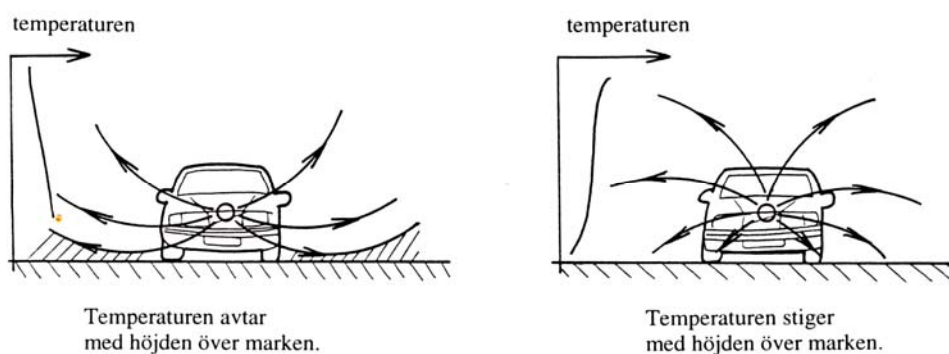 temperaturen
temperaturen
Temperaturen avtar
med höjden över marken.
Temperaturen stiger
med höjden över marken.